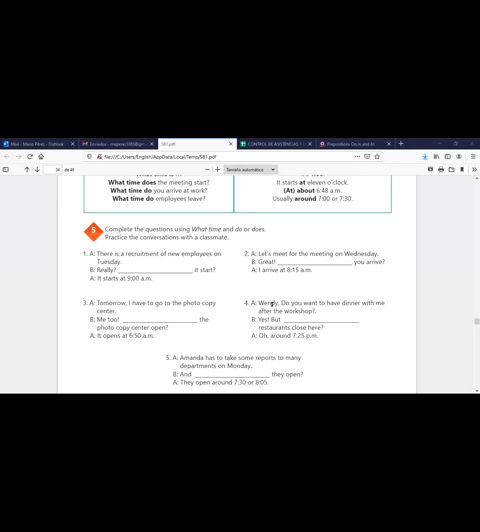 Mail - Mario Pérez - Outlook
SB1.pdf
CONTROL DE ASISTENCIAS
Prepositions On,In and At
file:///C:/Users/English/AppData/Local/Temp/SB1.pdf
34 de 49
Tamaño automático
What time does the meeting start?
What time do you arrive at work?
What time do employees leave?
It starts at eleven o'clock.
(At) about 6:48 a.m.
Usually around 7:00 or 7:30.
5 Complete the questions using What time and do or does.
Practice the conversations with a classmate.
1. A: There is a recruitment of new employees on
Tuesday.
B: Really? ______________________ it start?
A: It starts at 9:00 a.m.
2. A: Let's meet for the meeting on Wednesday.
B: Great! ______________________ you arrive?
A: I arrive at 8:15 a.m.
3. A: Tomorrow, I have to go to the photo copy
center.
B: Me too! ______________________ the
photo copy center open?
A: It opens at 6:50 a.m.
4. A: Wendy, Do you want to have dinner with me
after the workshop?.
B: Yes! But ______________________
restaurants close here?
A: Oh, around 7:25 p.m.
5. A: Amanda has to take some reports to many
departments on Monday.
B: And ______________________ they open?
A: They open around 7:30 or 8:05.